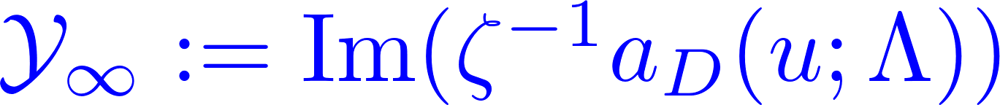 𝒴∞ := Im(ζ⁻¹a_D(u; Λ))